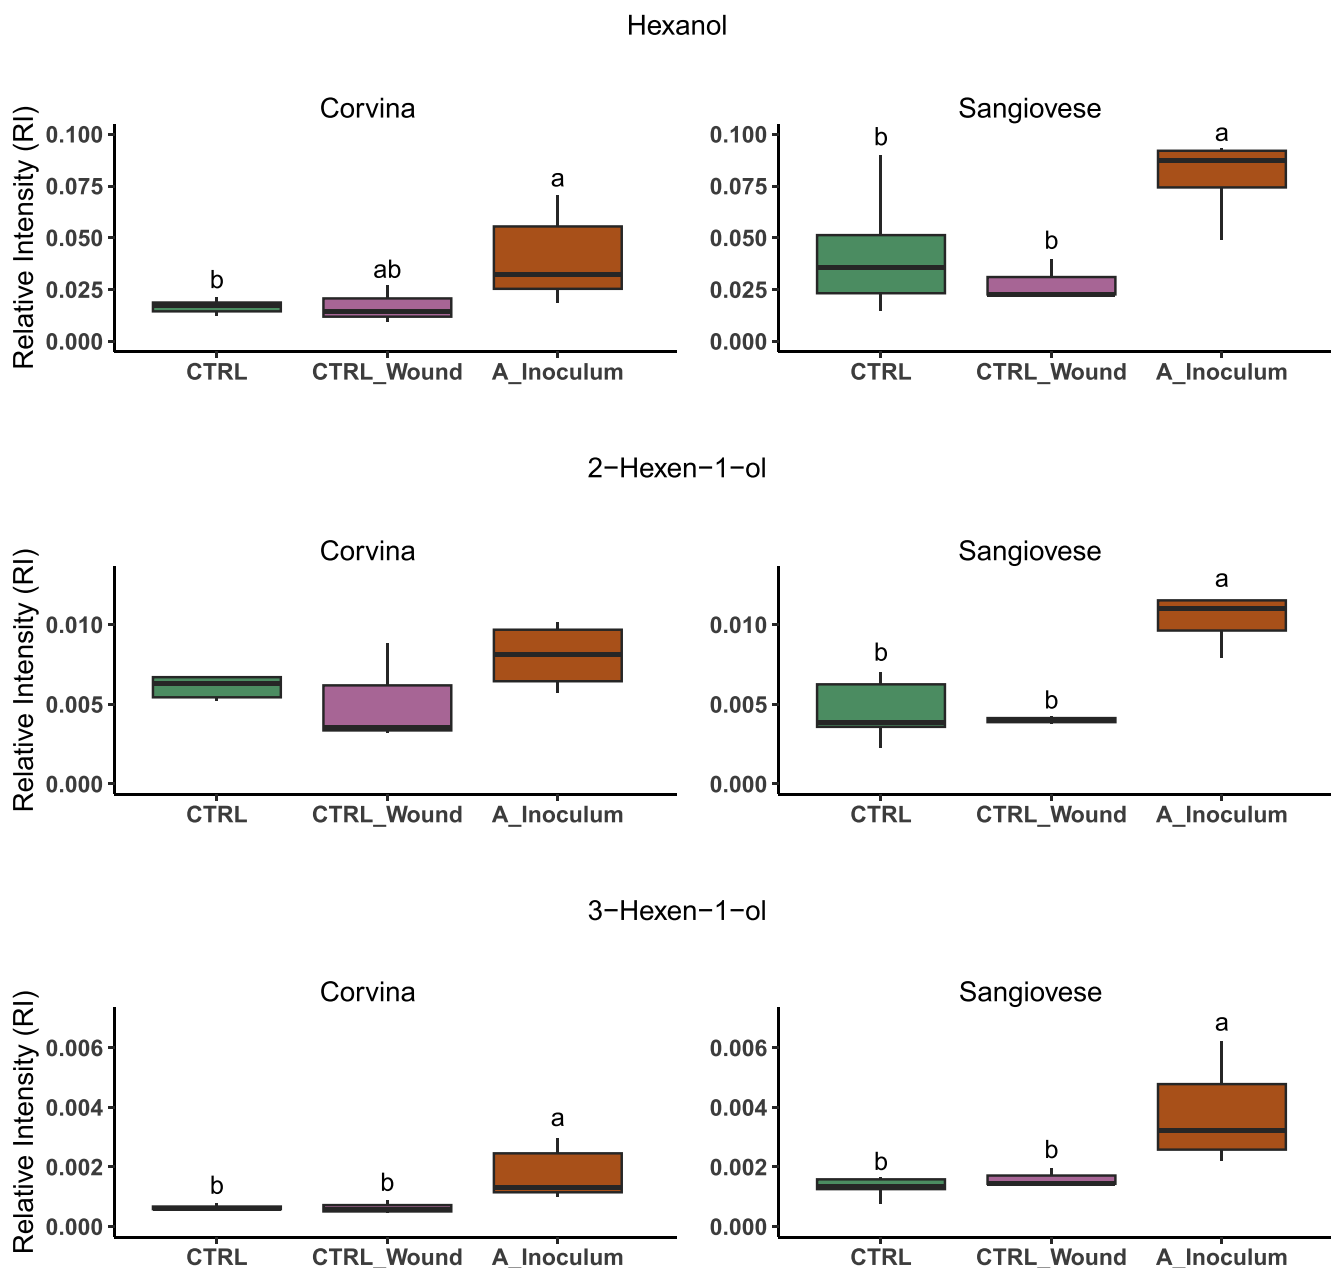 Hexanol
Corvina
Sangiovese
Relative Intensity (RI)
0.100
0.075
0.050
0.025
0.000
b
ab
a
CTRL
CTRL_Wound
A_Inoculum
0.100
0.075
0.050
0.025
0.000
b
b
a
CTRL
CTRL_Wound
A_Inoculum
2−Hexen−1−ol
Corvina
Sangiovese
Relative Intensity (RI)
0.010
0.005
0.000
CTRL
CTRL_Wound
A_Inoculum
0.010
0.005
0.000
b
b
a
CTRL
CTRL_Wound
A_Inoculum
3−Hexen−1−ol
Corvina
Sangiovese
Relative Intensity (RI)
0.006
0.004
0.002
0.000
b
b
a
CTRL
CTRL_Wound
A_Inoculum
0.006
0.004
0.002
0.000
b
b
a
CTRL
CTRL_Wound
A_Inoculum